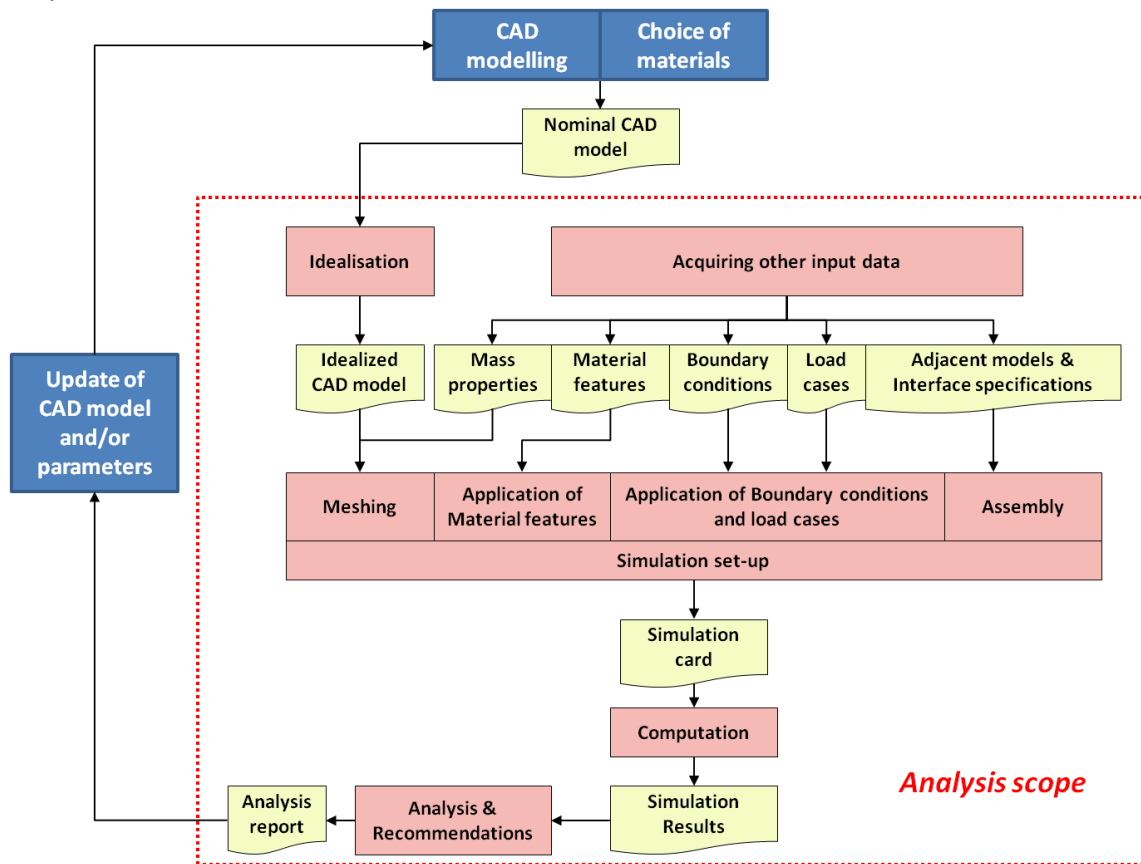 CAD
modelling
Choice of
materials
Nominal CAD
model
Idealisation
Acquiring other input data
Idealized
CAD model
Mass
properties
Material
features
Boundary
conditions
Load
cases
Adjacent models &
Interface specifications
Update of
CAD model
and/or
parameters
Meshing
Application of
Material features
Application of Boundary conditions
and load cases
Assembly
Simulation set-up
Simulation
card
Computation
Analysis scope
Analysis
report
Analysis &
Recommendations
Simulation
Results